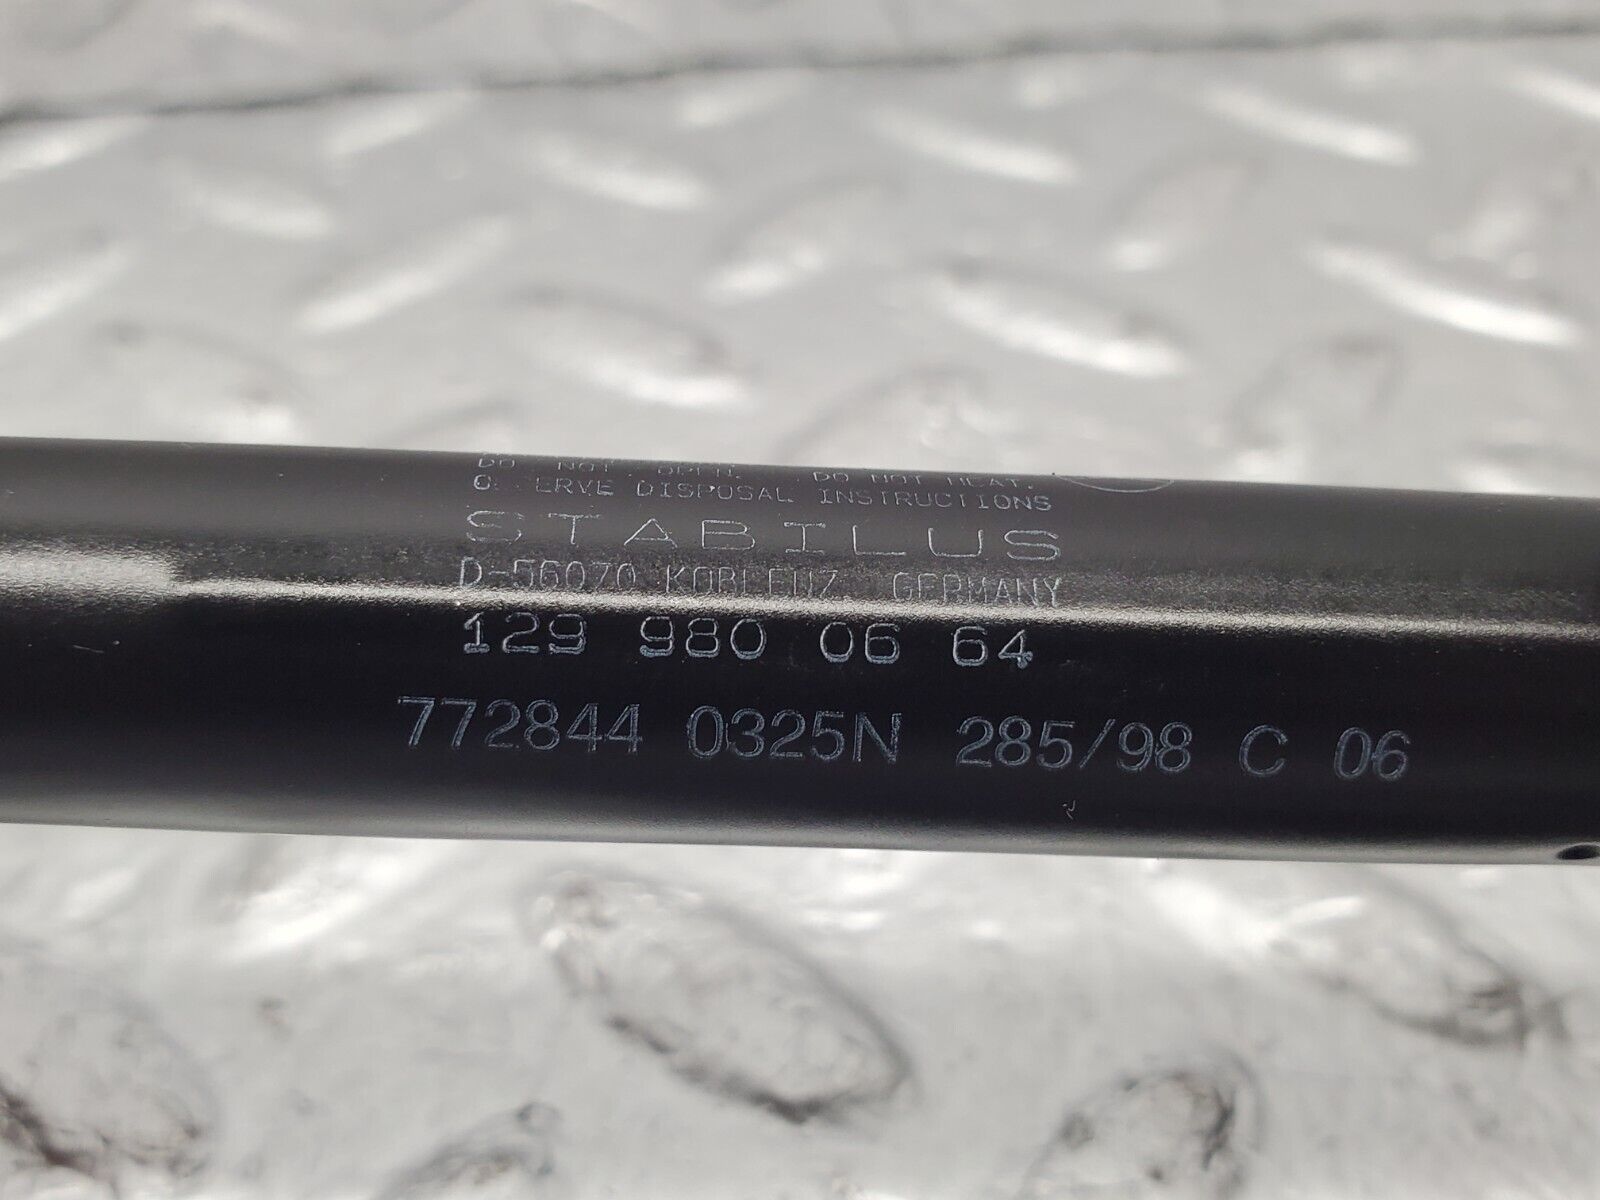 DO NOT OPEN. DO NOT HEAT.
OBSERVE DISPOSAL INSTRUCTIONS
STABILUS
D-56070 KOBLENZ, GERMANY
129 980 06 64
772844 0325N 285/98 C 06